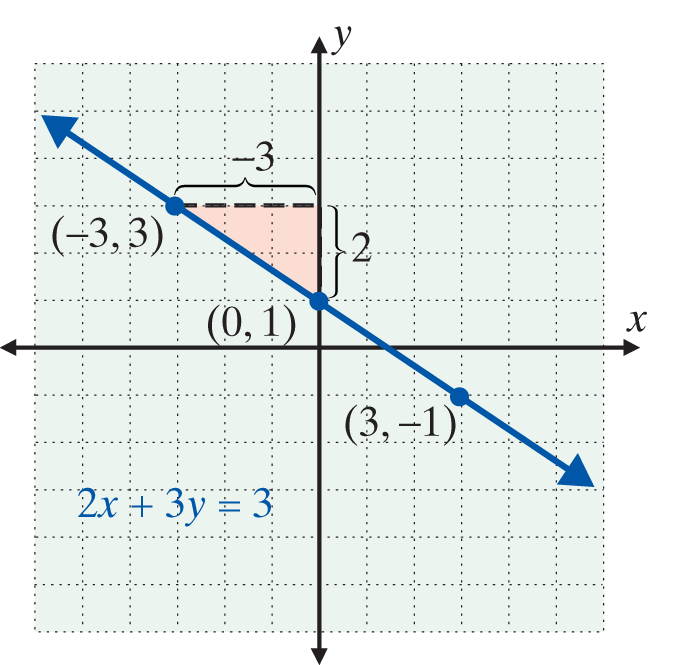 y
–3
(–3, 3)
2
(0, 1)
x
(3, –1)
2x + 3y = 3